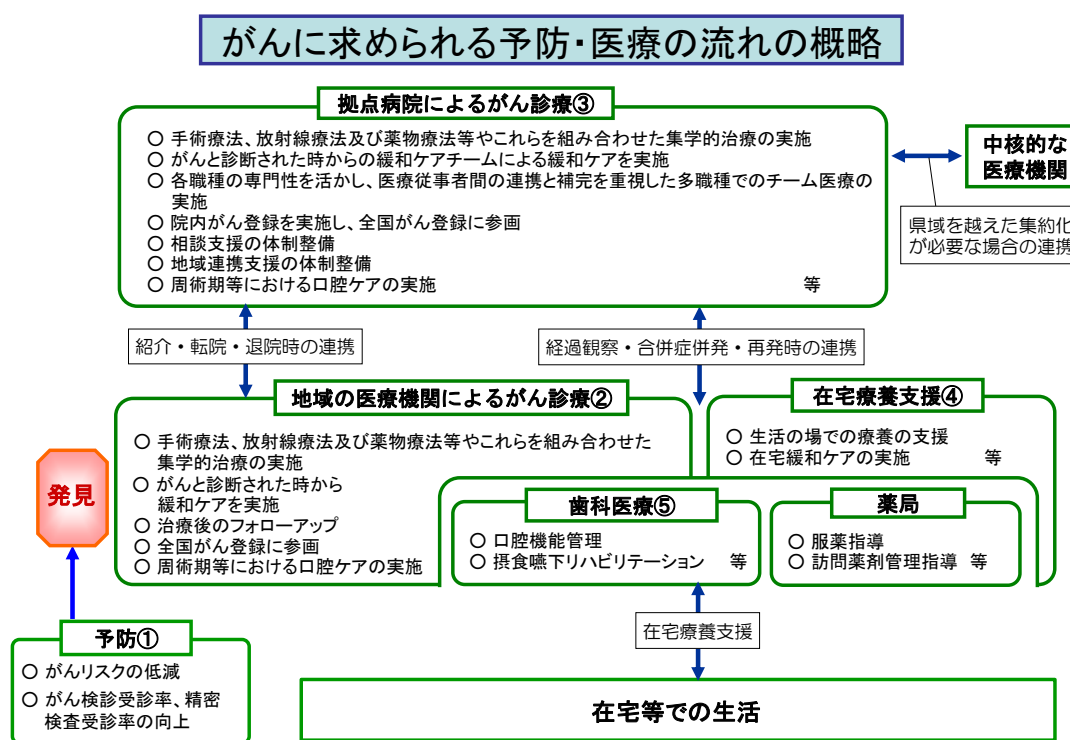 がんに求められる予防・医療の流れの概略
拠点病院によるがん診療③
○ 手術療法、放射線療法及び薬物療法等やこれらを組み合わせた集学的治療の実施
○ がんと診断された時からの緩和ケアチームによる緩和ケアを実施
○ 各職種の専門性を活かし、医療従事者間の連携と補完を重視した多職種でのチーム医療の
実施
○ 院内がん登録を実施し、全国がん登録に参画
○ 相談支援の体制整備
○ 地域連携支援の体制整備
○ 周術期等における口腔ケアの実施 等
中核的な
医療機関
県域を越えた集約化
が必要な場合の連携
紹介・転院・退院時の連携
経過観察・合併症併発・再発時の連携
地域の医療機関によるがん診療②
○ 手術療法、放射線療法及び薬物療法等やこれらを組み合わせた
集学的治療の実施
○ がんと診断された時から
緩和ケアを実施
○ 治療後のフォローアップ
○ 全国がん登録に参画
○ 周術期等における口腔ケアの実施
在宅療養支援④
○ 生活の場での療養の支援
○ 在宅緩和ケアの実施 等
歯科医療⑤
○ 口腔機能管理
○ 摂食嚥下リハビリテーション 等
薬局
○ 服薬指導
○ 訪問薬剤管理指導 等
発見
予防①
○ がんリスクの低減
○ がん検診受診率、精密
検査受診率の向上
在宅療養支援
在宅等での生活